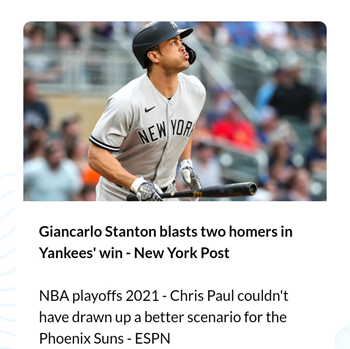 NEW YORK
Giancarlo Stanton blasts two homers in
Yankees' win - New York Post
NBA playoffs 2021 - Chris Paul couldn't
have drawn up a better scenario for the
Phoenix Suns - ESPN